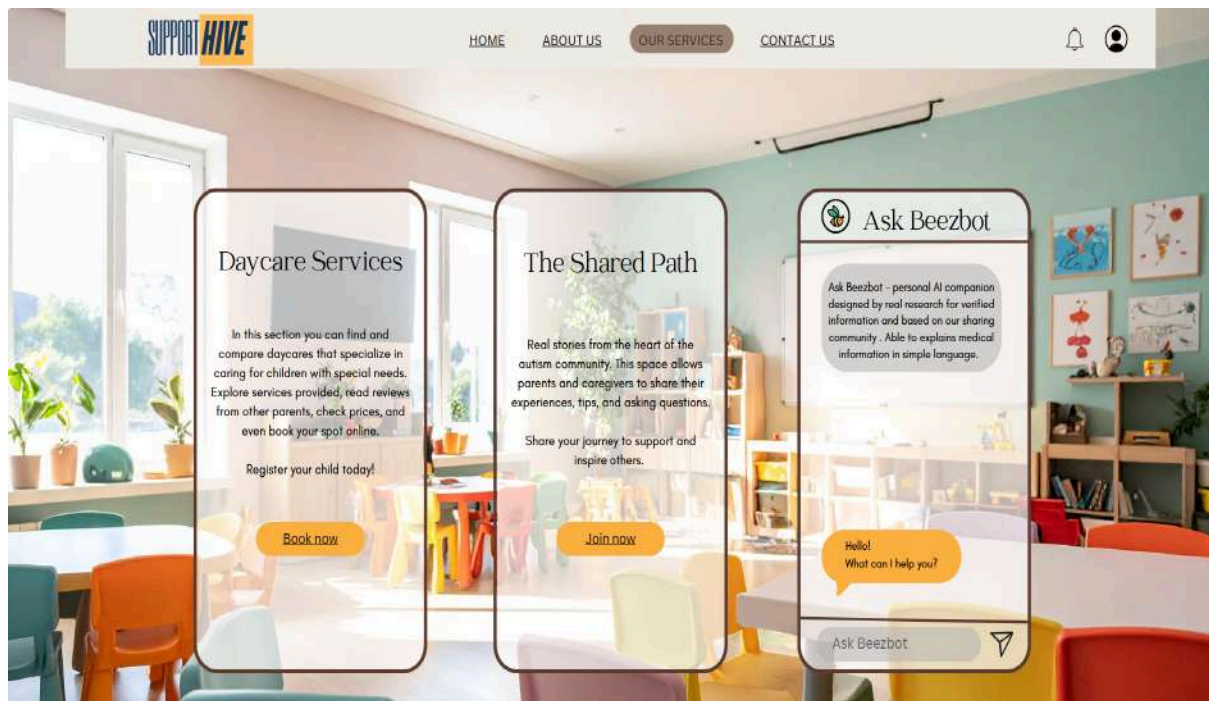 SUPPORT HIVE
HOME
ABOUT US
OUR SERVICES
CONTACT US
Daycare Services
In this section you can find and
compare daycares that specialize in
caring for children with special needs.
Explore services provided, read reviews
from other parents, check prices, and
even book your spot online.
Register your child today!
Book now
The Shared Path
Real stories from the heart of the
autism community. This space allows
parents and caregivers to share their
experiences, tips, and asking questions.
Share your journey to support and
inspire others.
Join now
Ask Beezbot
Ask Beezbot - personal AI companion
designed by real research for verified
information and based on our sharing
community . Able to explains medical
information in simple language.
Hello!
What can I help you?
Ask Beezbot